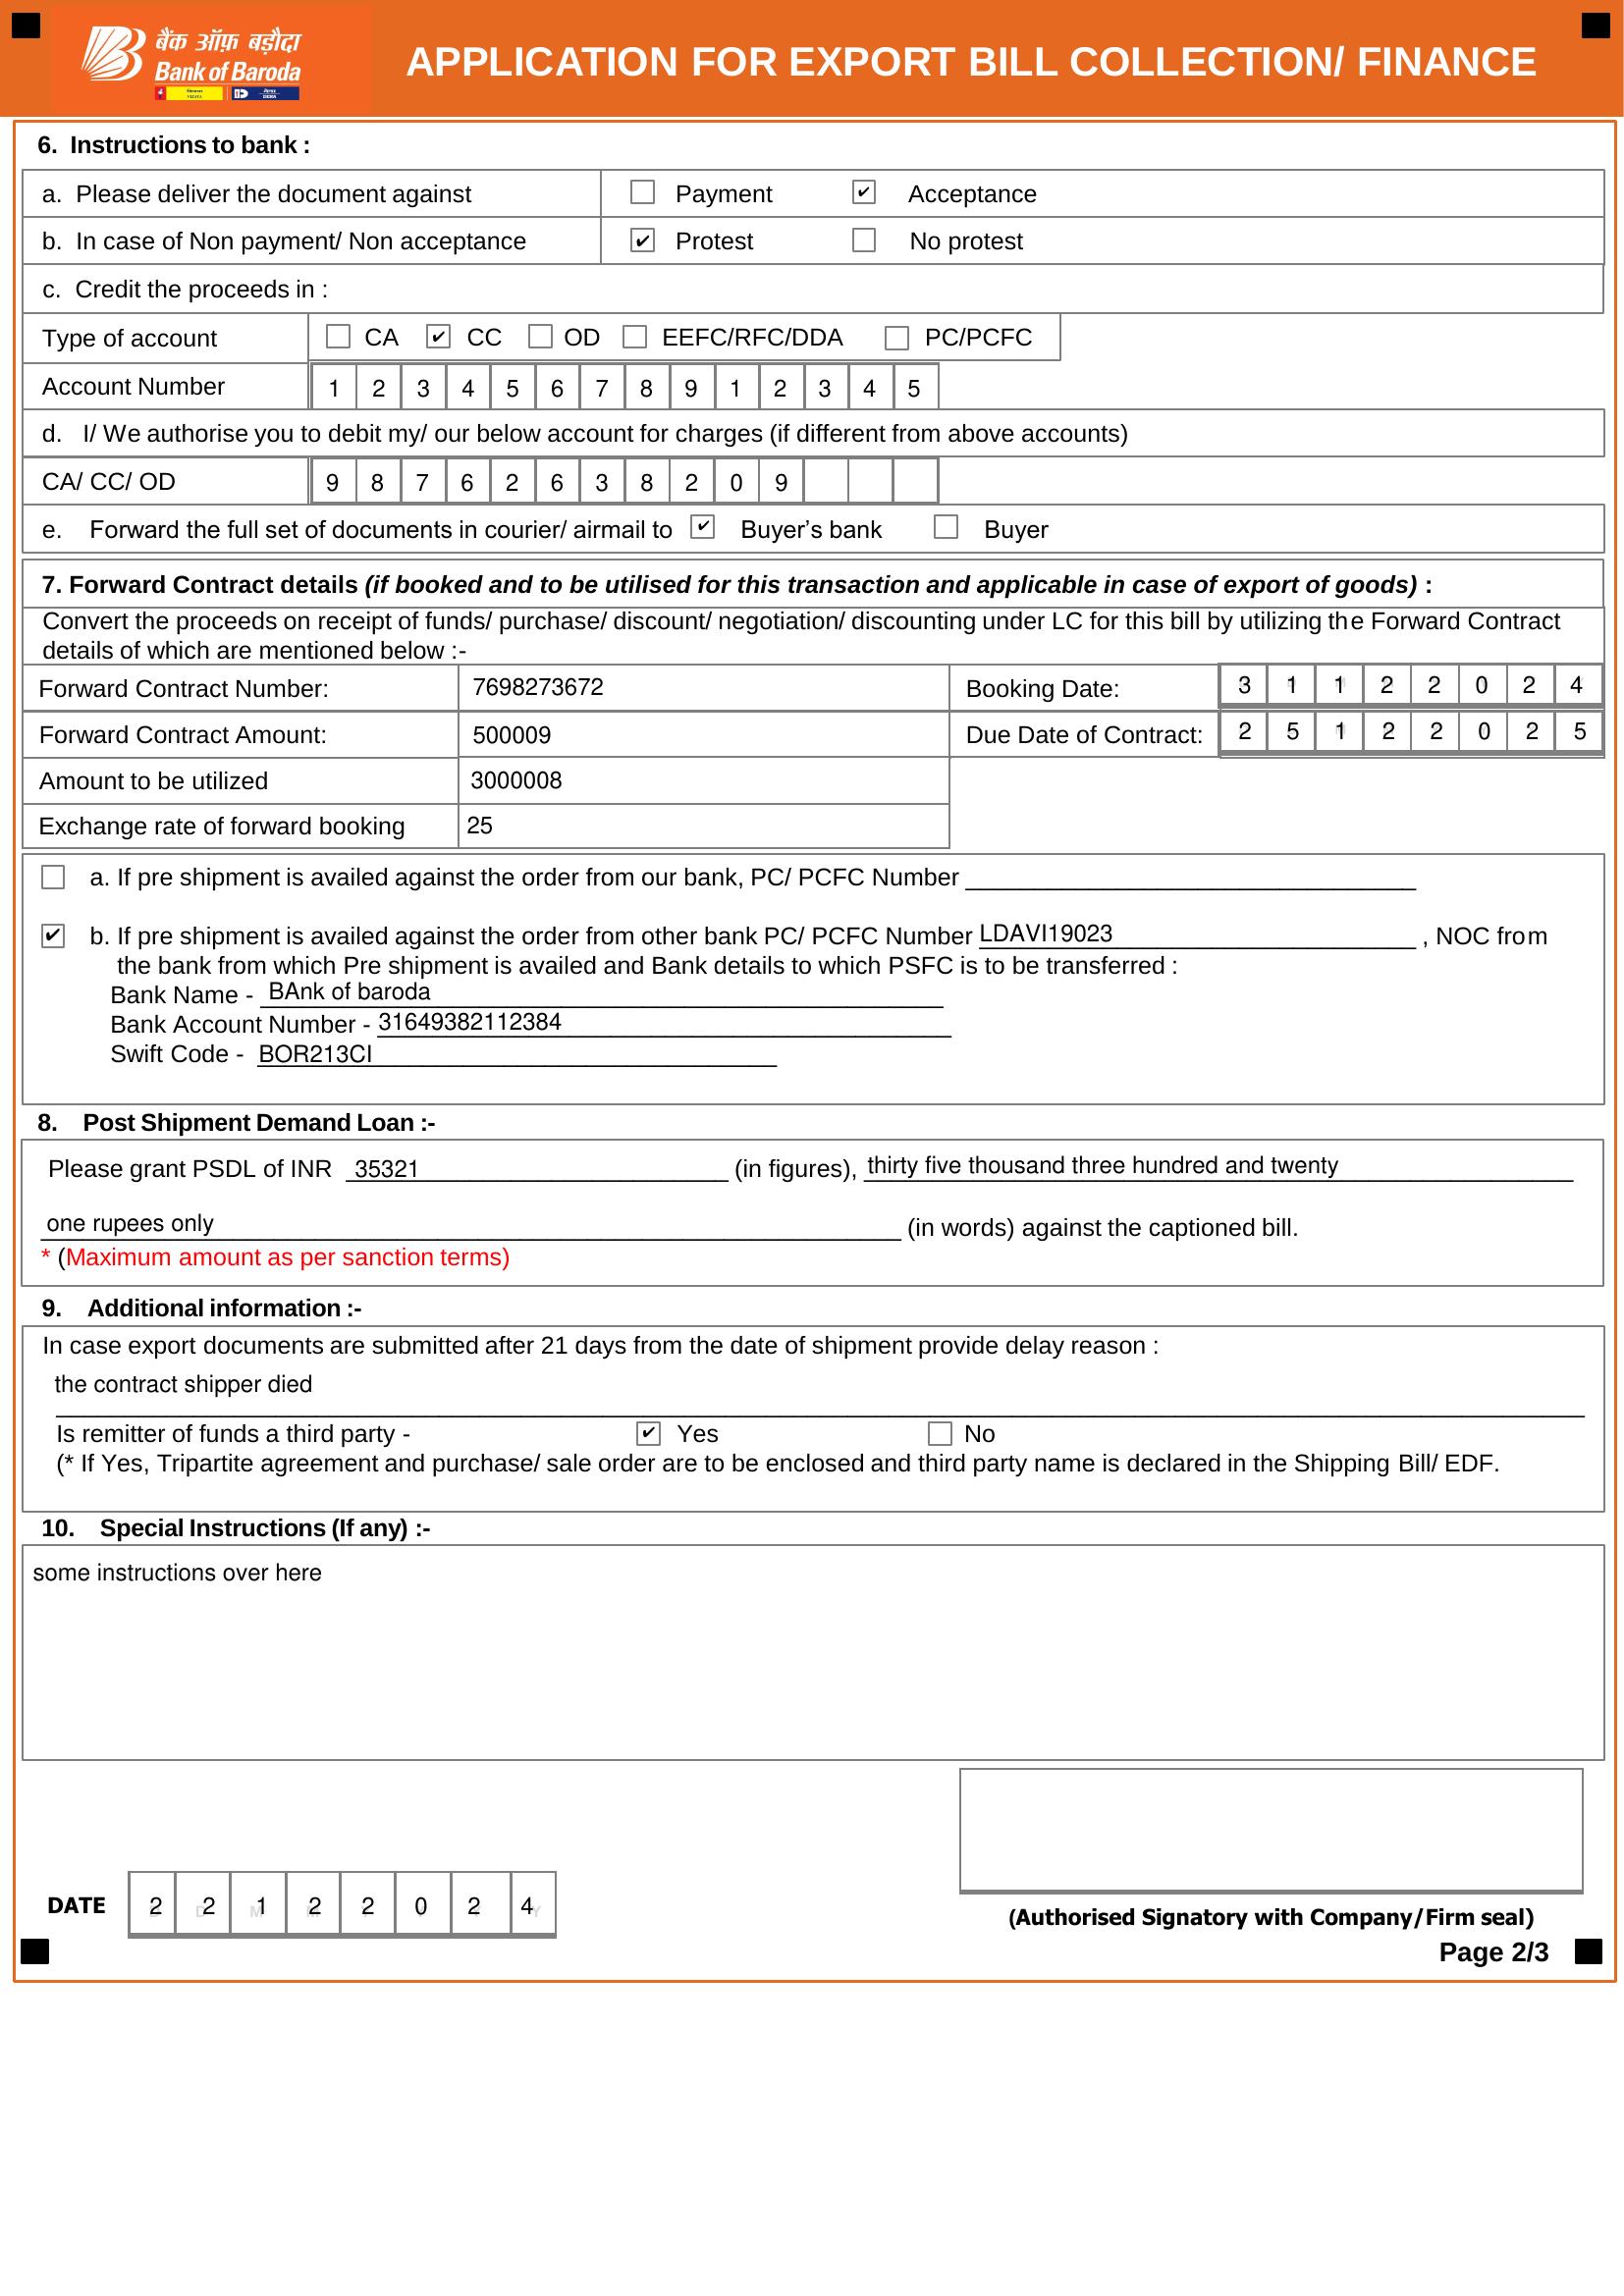 बैंक ऑफ़ बड़ौदा
Bank of Baroda
APPLICATION FOR EXPORT BILL COLLECTION/ FINANCE
6. Instructions to bank :
a. Please deliver the document against Payment ✔ Acceptance
b. In case of Non payment/ Non acceptance ✔ Protest No protest
c. Credit the proceeds in :
Type of account CA ✔ CC OD EEFC/RFC/DDA PC/PCFC
Account Number 1 2 3 4 5 6 7 8 9 1 2 3 4 5
d. I/ We authorise you to debit my/ our below account for charges (if different from above accounts)
CA/ CC/ OD 9 8 7 6 2 6 3 8 2 0 9
e. Forward the full set of documents in courier/ airmail to ✔ Buyer’s bank Buyer
7. Forward Contract details (if booked and to be utilised for this transaction and applicable in case of export of goods) :
Convert the proceeds on receipt of funds/ purchase/ discount/ negotiation/ discounting under LC for this bill by utilizing the Forward Contract
details of which are mentioned below :-
Forward Contract Number: 7698273672 Booking Date: 3 1 1 2 2 0 2 4
Forward Contract Amount: 500009 Due Date of Contract: 2 5 1 2 2 0 2 5
Amount to be utilized 3000008
Exchange rate of forward booking 25
a. If pre shipment is availed against the order from our bank, PC/ PCFC Number
✔ b. If pre shipment is availed against the order from other bank PC/ PCFC Number LDAVI19023 , NOC from
the bank from which Pre shipment is availed and Bank details to which PSFC is to be transferred :
Bank Name - BAnk of baroda
Bank Account Number - 31649382112384
Swift Code - BOR213CI
8. Post Shipment Demand Loan :-
Please grant PSDL of INR 35321 (in figures), thirty five thousand three hundred and twenty
one rupees only (in words) against the captioned bill.
* (Maximum amount as per sanction terms)
9. Additional information :-
In case export documents are submitted after 21 days from the date of shipment provide delay reason :
the contract shipper died
Is remitter of funds a third party - ✔ Yes No
(* If Yes, Tripartite agreement and purchase/ sale order are to be enclosed and third party name is declared in the Shipping Bill/ EDF.
10. Special Instructions (If any) :-
some instructions over here
DATE 2 2 1 2 2 0 2 4
(Authorised Signatory with Company/Firm seal)
Page 2/3